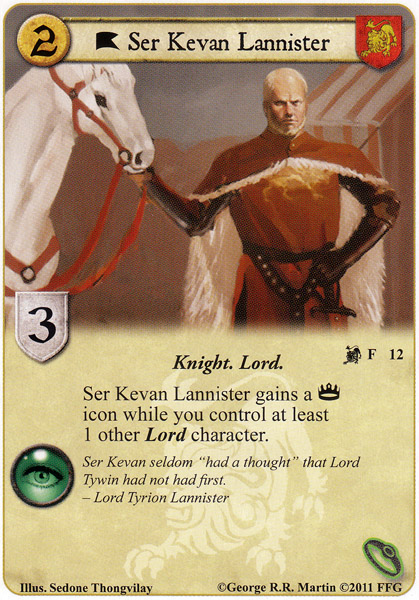 2
Ser Kevan Lannister
3
F 12
Knight. Lord.
Ser Kevan Lannister gains a
icon while you control at least
1 other Lord character.
Ser Kevan seldom “had a thought” that Lord
Tywin had not had first.
– Lord Tyrion Lannister
Illus. Sedone Thongvilay
©George R.R. Martin ©2011 FFG